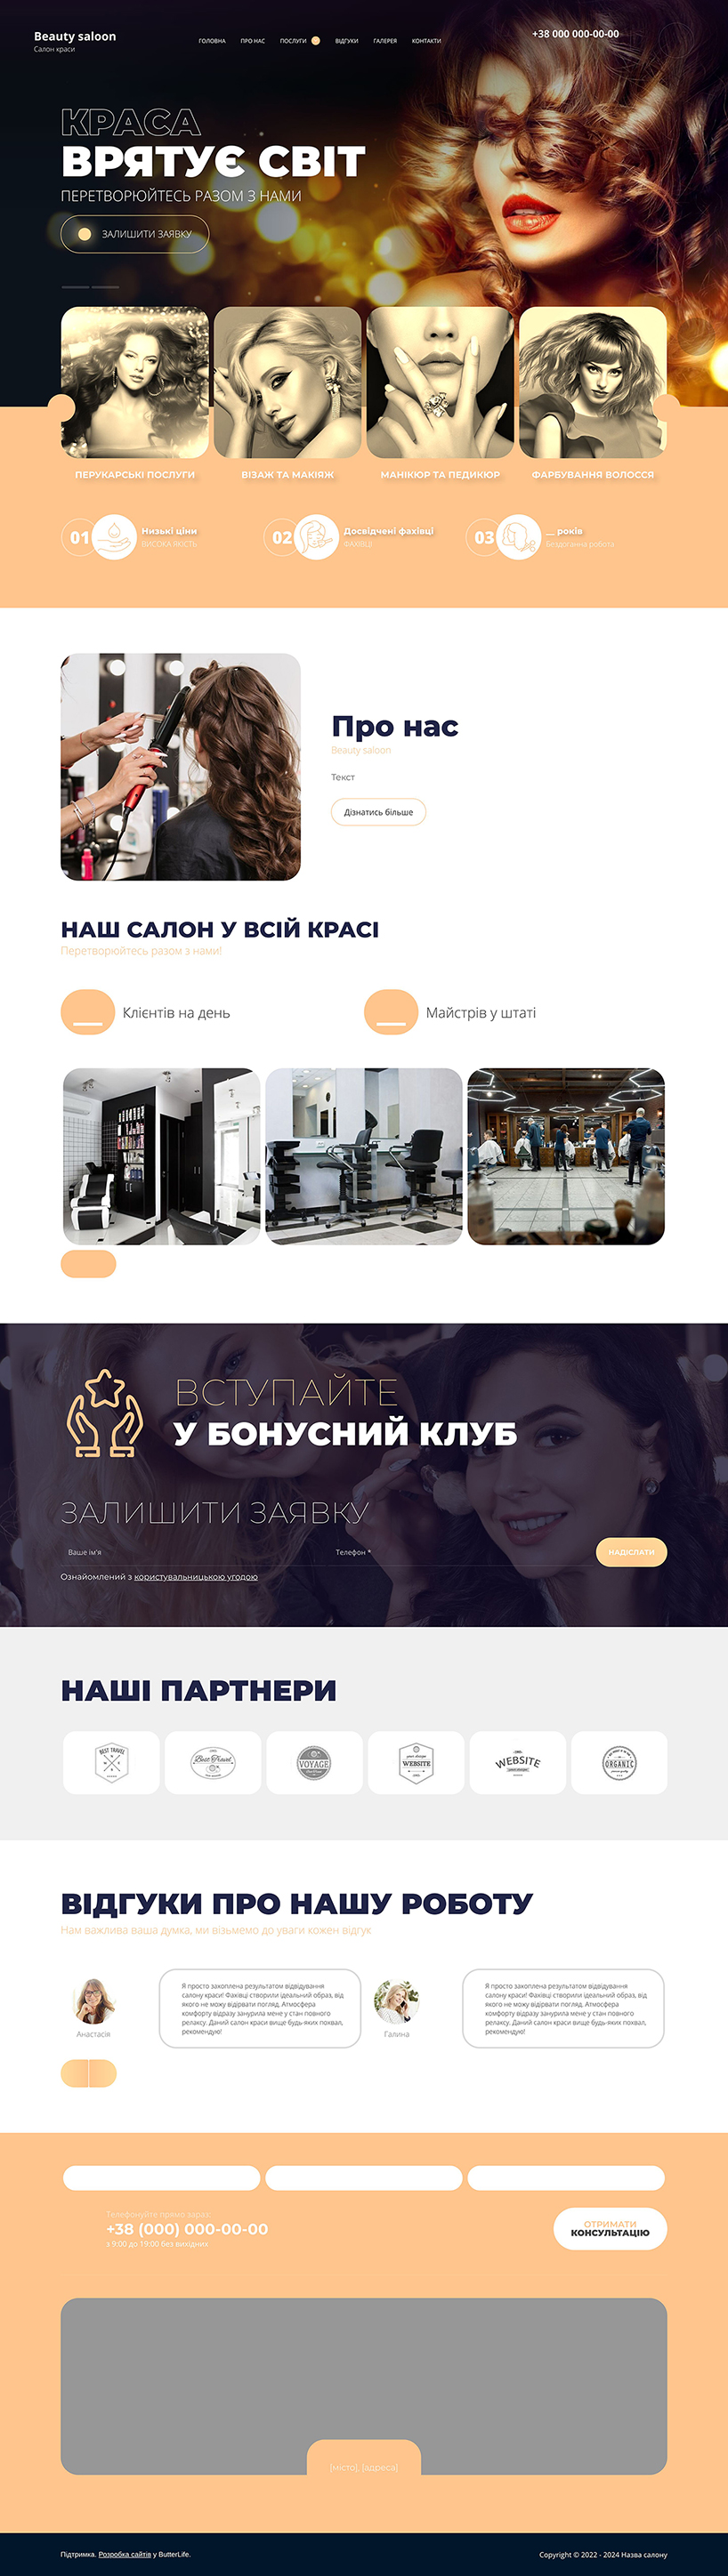 Beauty saloon
Салон краси
ГОЛОВНА
ПРО НАС
ПОСЛУГИ
ВІДГУКИ
ГАЛЕРЕЯ
КОНТАКТИ
+38 000 000-00-00
КРАСА
ВРЯТУЄ СВІТ
ПЕРЕТВОРЮЙТЕСЬ РАЗОМ З НАМИ
ЗАЛИШИТИ ЗАЯВКУ
ПЕРУКАРСЬКІ ПОСЛУГИ
ВІЗАЖ ТА МАКІЯЖ
МАНІКЮР ТА ПЕДИКЮР
ФАРБУВАННЯ ВОЛОССЯ
01
Низькі ціни
ВИСОКА ЯКІСТЬ
02
Досвідчені фахівці
ФАХІВЦІ
03
__ років
Бездоганна робота
Про нас
Beauty saloon
Текст
Дізнатись більше
НАШ САЛОН У ВСІЙ КРАСІ
Перетворюйтесь разом з нами!
Клієнтів на день
Майстрів у штаті
ВСТУПАЙТЕ
У БОНУСНИЙ КЛУБ
ЗАЛИШИТИ ЗАЯВКУ
Ваше ім'я
Телефон *
НАДІСЛАТИ
Ознайомлений з користувальницькою угодою
НАШІ ПАРТНЕРИ
BEST TRAVEL
Best Travel
VOYAGE
WEBSITE
WEBSITE
ORGANIC
ВІДГУКИ ПРО НАШУ РОБОТУ
Нам важлива ваша думка, ми візьмемо до уваги кожен відгук
Я просто захоплена результатом відвідування
салону краси! Фахівці створили ідеальний образ, від
якого не можу відірвати погляд. Атмосфера
комфорту відразу занурила мене у стан повного
релаксу. Даний салон краси вище будь-яких похвал,
рекомендую!
Анастасія
Я просто захоплена результатом відвідування
салону краси! Фахівці створили ідеальний образ, від
якого не можу відірвати погляд. Атмосфера
комфорту відразу занурила мене у стан повного
релаксу. Даний салон краси вище будь-яких похвал,
рекомендую!
Галина
Телефонуйте прямо зараз:
+38 (000) 000-00-00
з 9:00 до 19:00 без вихідних
ОТРИМАТИ
КОНСУЛЬТАЦІЮ
[місто], [адреса]
Підтримка. Розробка сайтів у ButterLife.
Copyright © 2022 - 2024 Назва салону